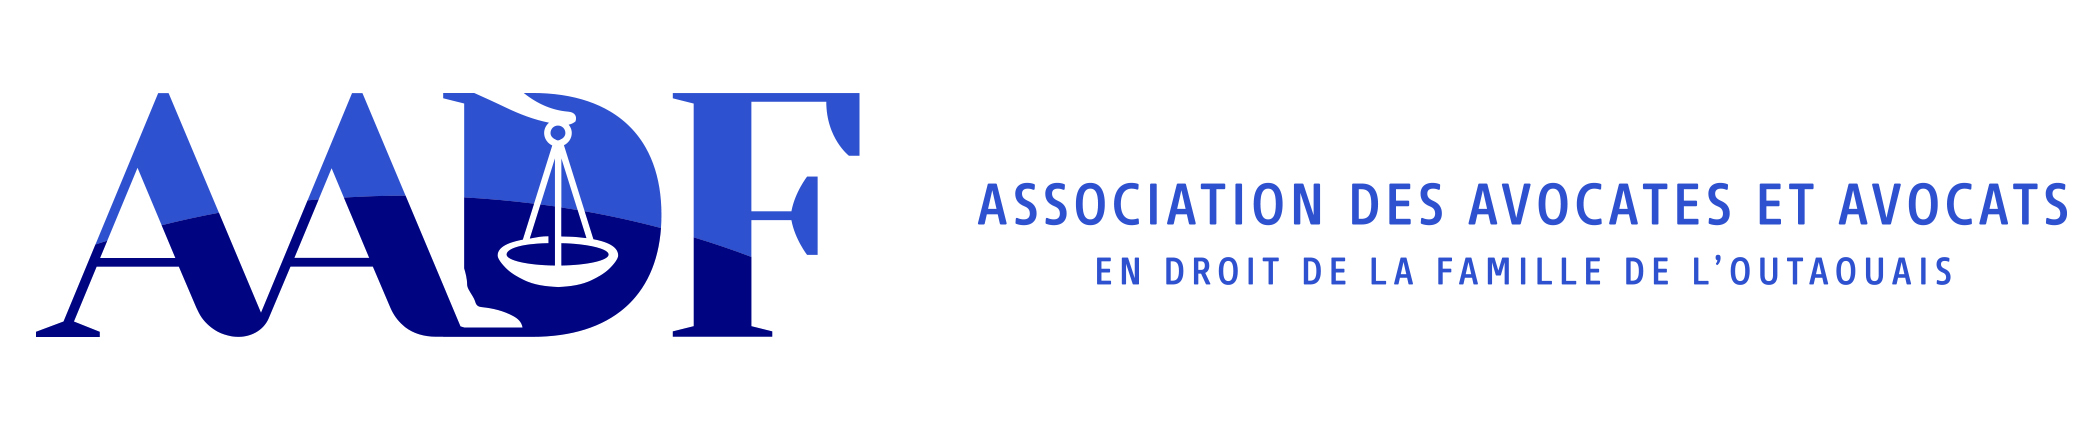 AADF
ASSOCIATION DES AVOCATES ET AVOCATS
EN DROIT DE LA FAMILLE DE L’OUTAOUAIS